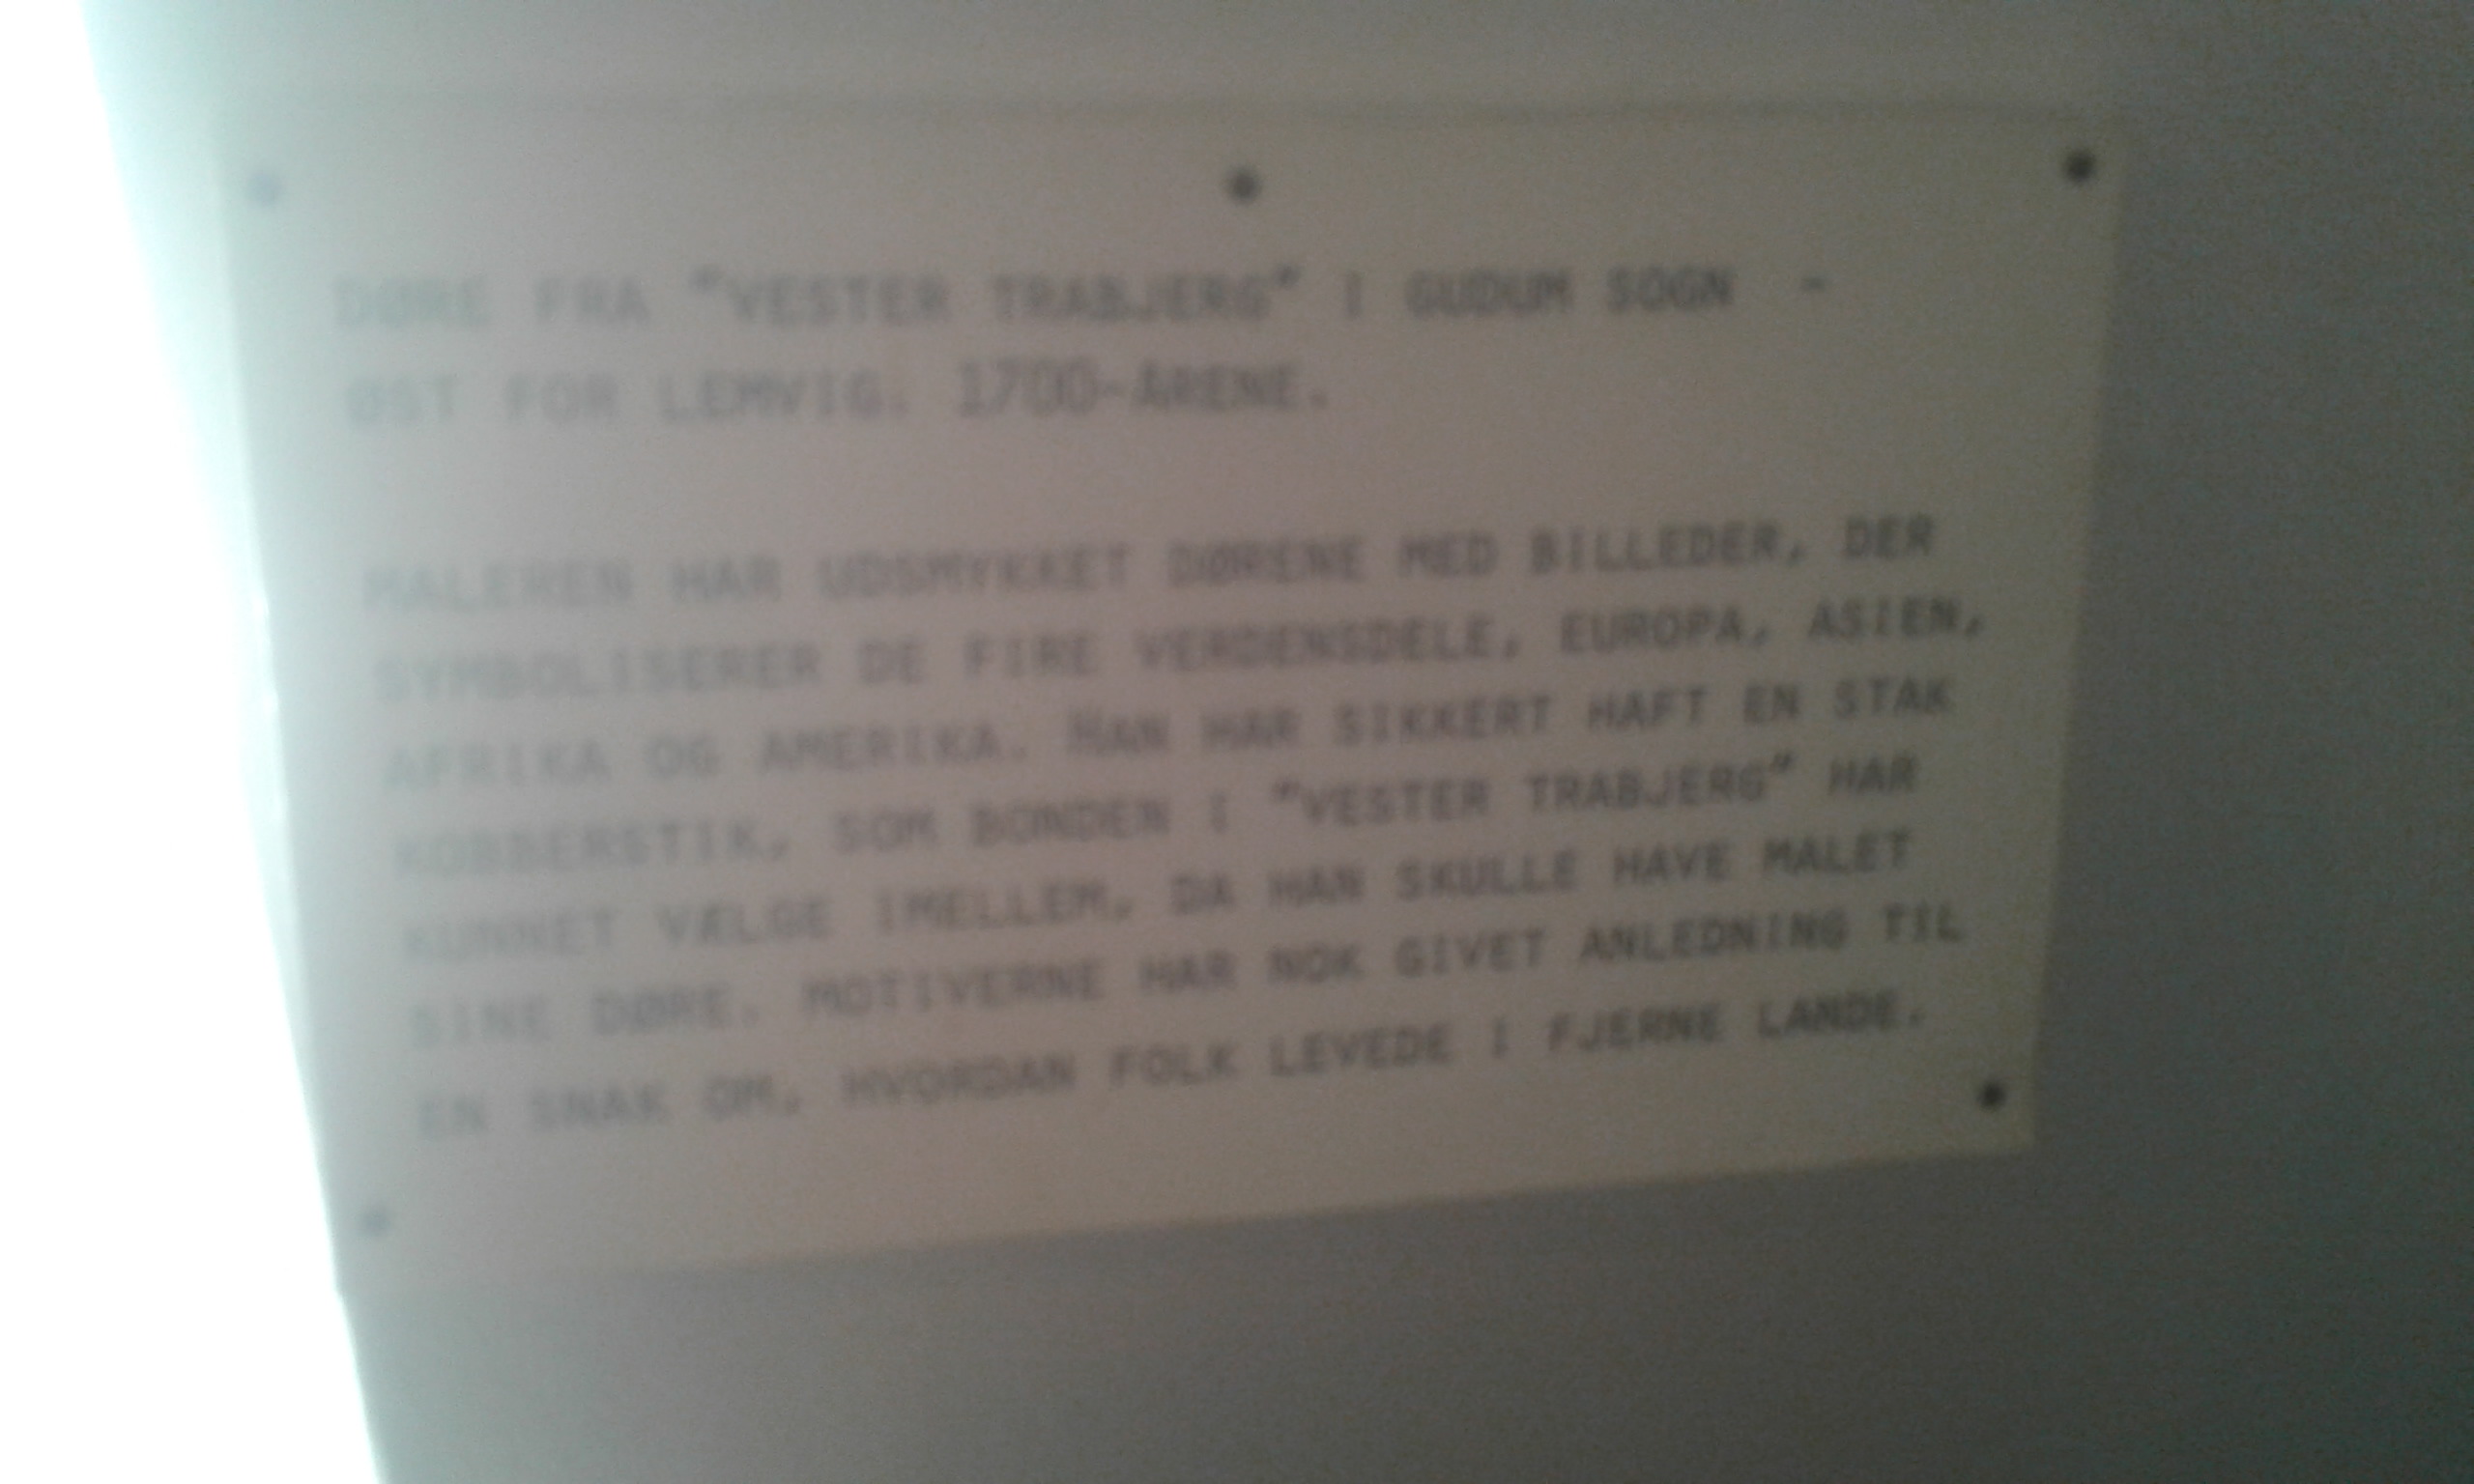 DØRE FRA "VESTER TRABJERG" I GUDUM SOGN -
ØST FOR LEMVIG. 1700-ÅRENE.
MALEREN HAR UDSMYKKET DØRENE MED BILLEDER, DER
SYMBOLISERER DE FIRE VERDENSDELE, EUROPA, ASIEN,
AFRIKA OG AMERIKA. HAN HAR SIKKERT HAFT EN STAK
KOBBERSTIK, SOM BONDEN I "VESTER TRABJERG" HAR
KUNNET VÆLGE IMELLEM, DA HAN SKULLE HAVE MALET
SINE DØRE. MOTIVERNE HAR NOK GIVET ANLEDNING TIL
EN SNAK OM, HVORDAN FOLK LEVEDE I FJERNE LANDE.